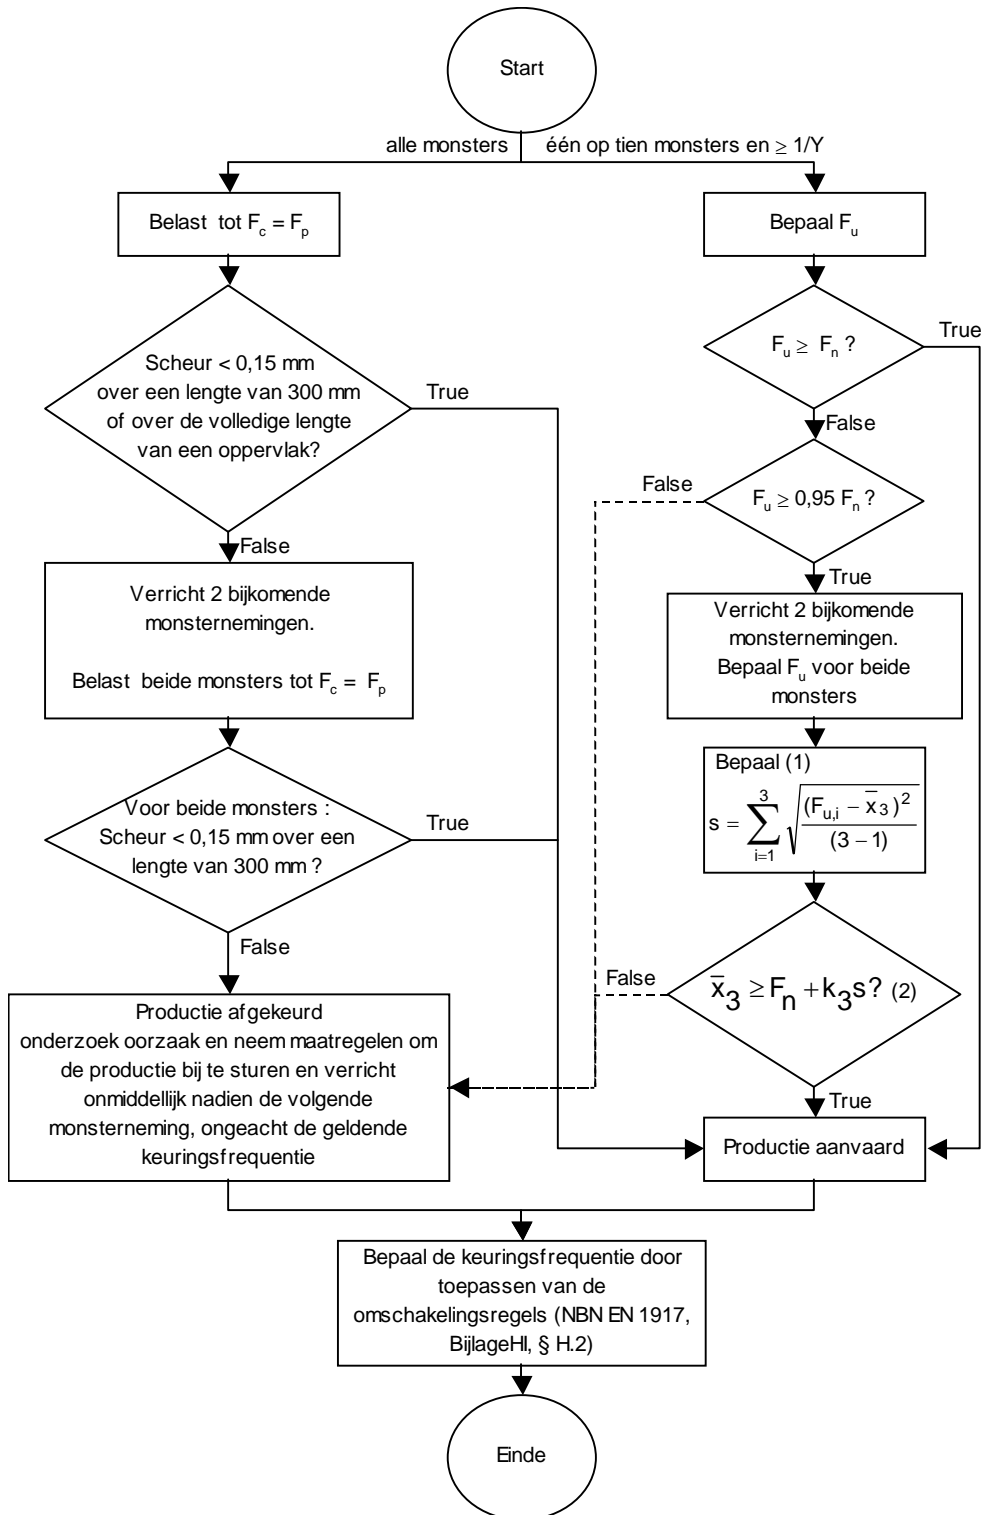 Start
alle monsters
één op tien monsters en ≥ 1/Y
Belast tot F_c = F_p
Bepaal F_u
Scheur < 0,15 mm
over een lengte van 300 mm
of over de volledige lengte
van een oppervlak?
True
False
F_u ≥ F_n ?
True
False
F_u ≥ 0,95 F_n ?
False
True
Verricht 2 bijkomende
monsternemingen.
Belast beide monsters tot F_c = F_p
Verricht 2 bijkomende
monsternemingen.
Bepaal F_u voor beide
monsters
Bepaal (1)
s = ∑_{i=1}^{3} √((F_{u,i} − x̄_3)² / (3 − 1))
Voor beide monsters :
Scheur < 0,15 mm over een
lengte van 300 mm ?
True
False
x̄_3 ≥ F_n + k_3s? (2)
False
True
Productie afgekeurd
onderzoek oorzaak en neem maatregelen om
de productie bij te sturen en verricht
onmiddellijk nadien de volgende
monsterneming, ongeacht de geldende
keuringsfrequentie
Productie aanvaard
Bepaal de keuringsfrequentie door
toepassen van de
omschakelingsregels (NBN EN 1917,
BijlageHI, § H.2)
Einde